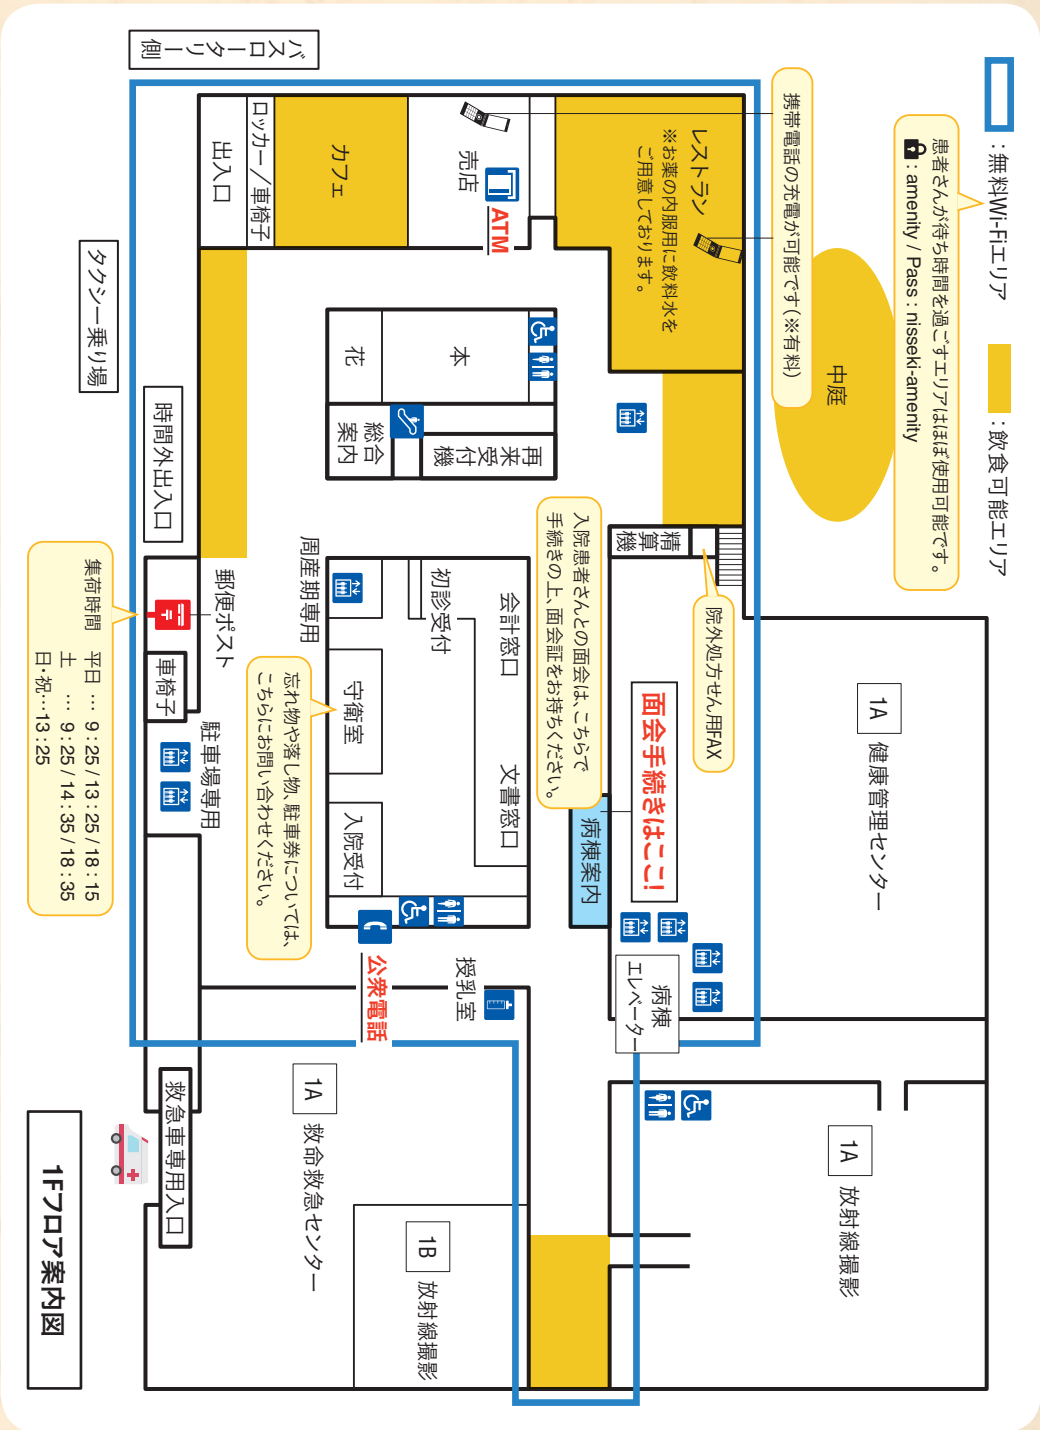 :無料Wi-Fiエリア
:飲食可能エリア
患者さんが待ち時間を過ごすエリアはほぼ使用可能です。
: amenity / Pass : nisseki-amenity
中庭
携帯電話の充電が可能です(※有料)
レストラン
※お薬の内服用に飲料水を
ご用意しております。
売店
ATM
カフェ
ロッカー/車椅子
出入口
バスロータリー側
タクシー乗り場
本
花
総合
案内
再来受付機
時間外出入口
精算機
院外処方せん用FAX
入院患者さんとの面会は、こちらで
手続きの上、面会証をお持ちください。
面会手続きはここ!
病棟案内
会計窓口
文書窓口
初診受付
周産期専用
守衛室
入院受付
忘れ物や落し物、駐車券については、
こちらにお問い合わせください。
郵便ポスト
車椅子
駐車場専用
集荷時間 平日 … 9:25/13:25/18:15
土 … 9:25/14:35/18:35
日・祝…13:25
1A 健康管理センター
病棟
エレベーター
授乳室
公衆電話
1A 放射線撮影
1A 救命救急センター
1B 放射線撮影
救急車専用入口
1Fフロア案内図